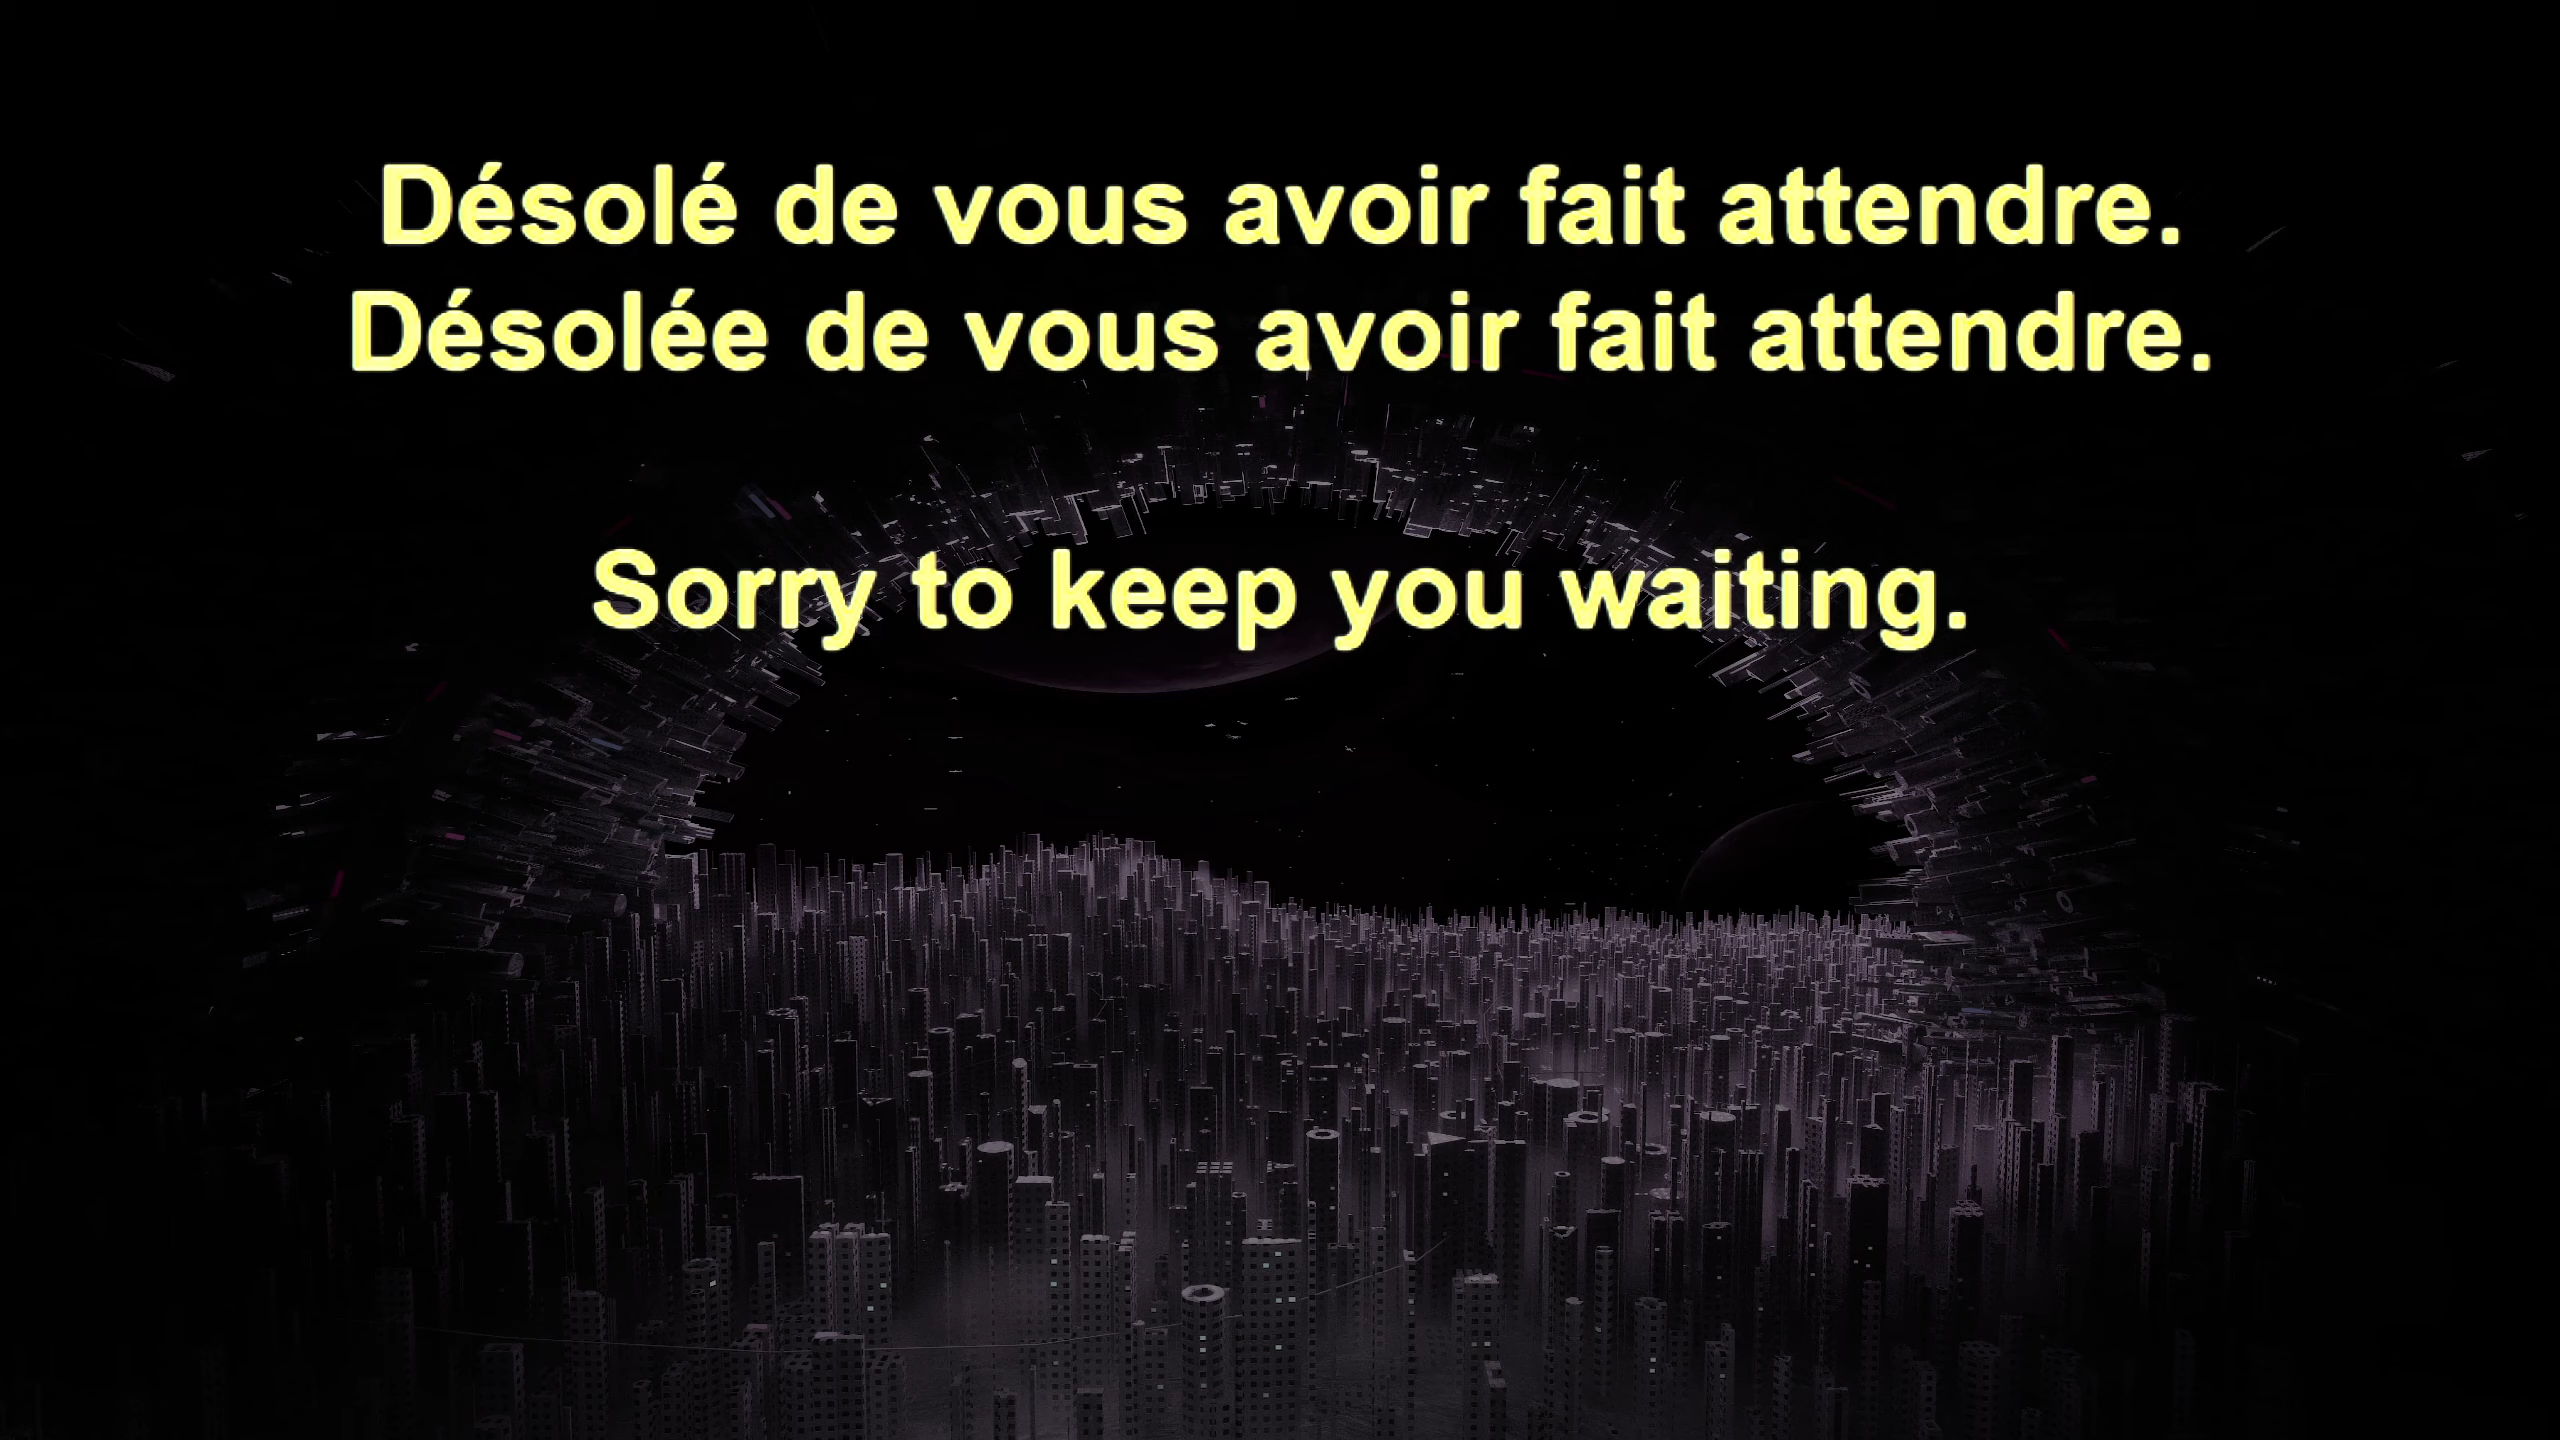 Désolé de vous avoir fait attendre.
Désolée de vous avoir fait attendre.
Sorry to keep you waiting.